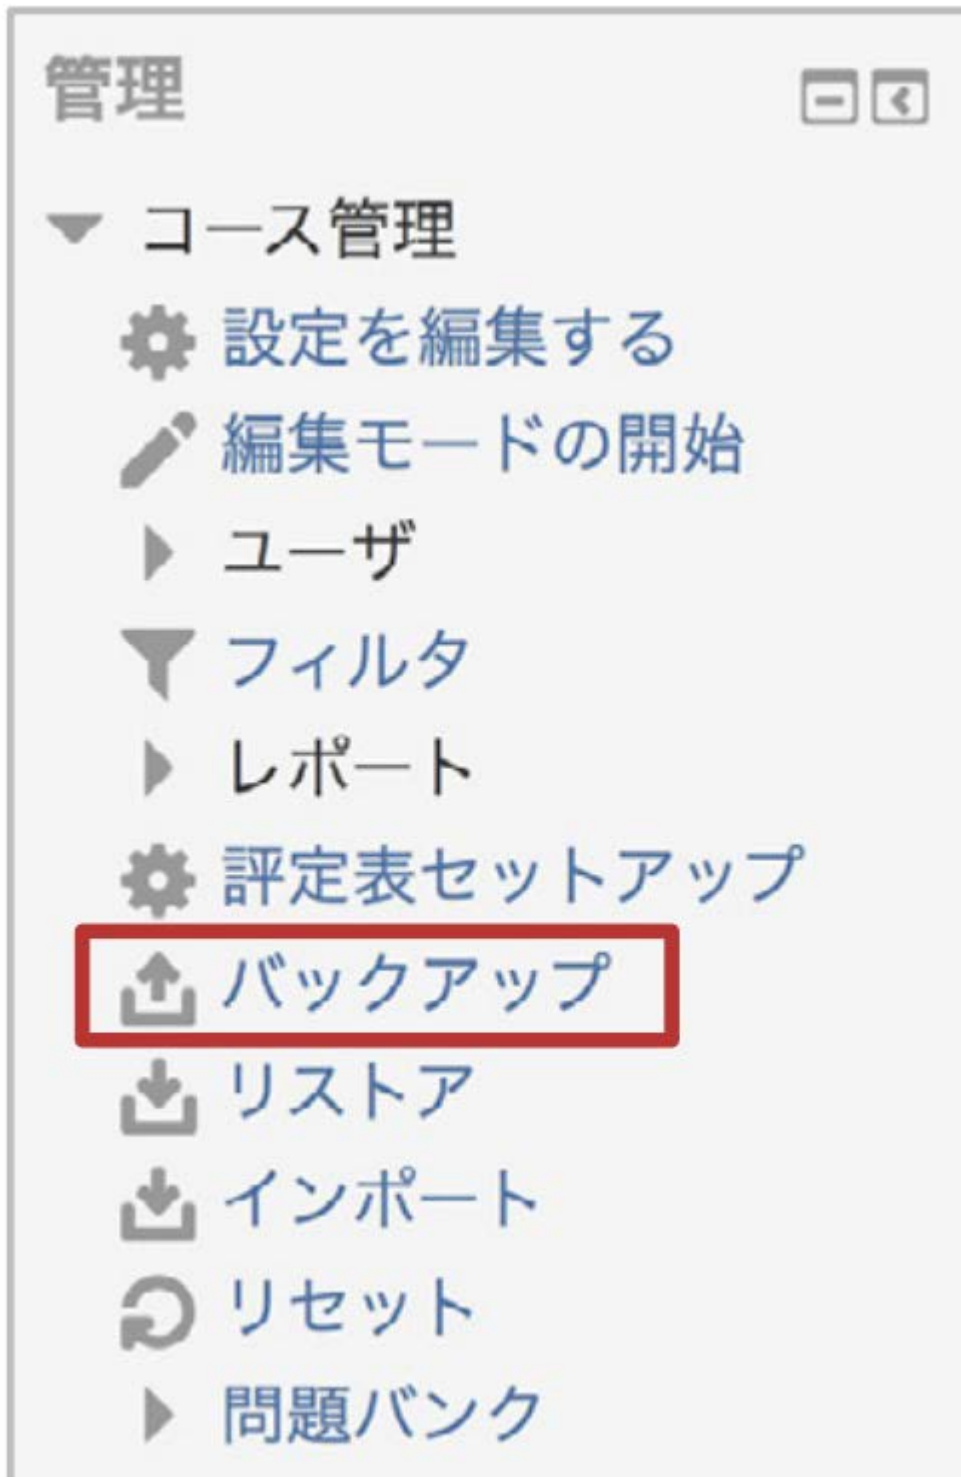 管理
コース管理
設定を編集する
編集モードの開始
ユーザ
フィルタ
レポート
評定表セットアップ
バックアップ
リストア
インポート
リセット
問題バンク